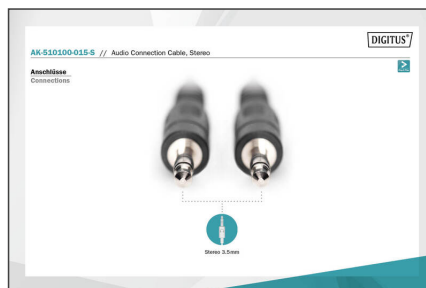 DIGITUS®
AK-510100-015-S // Audio Connection Cable, Stereo
Anschlüsse
Connections
Stereo 3.5mm